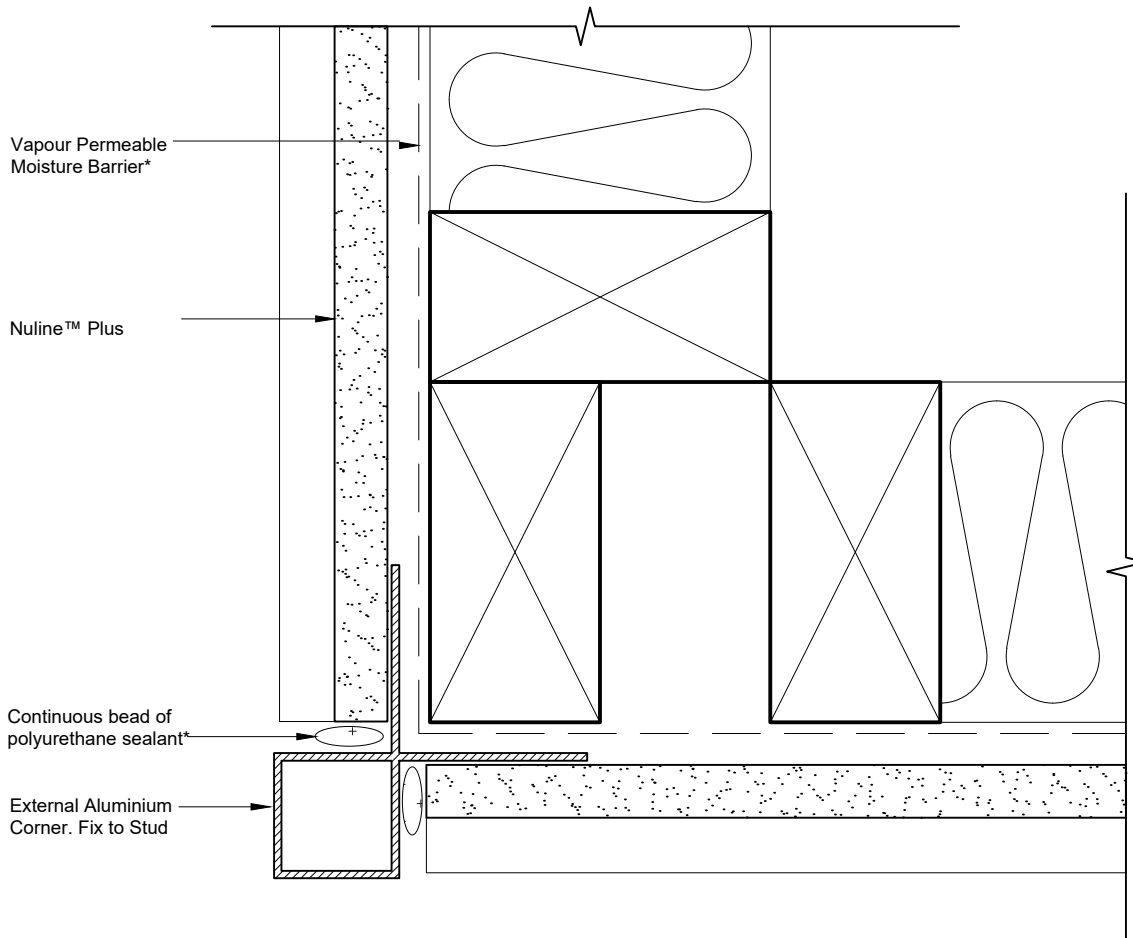 Vapour Permeable
Moisture Barrier*
Nuline™ Plus
Continuous bead of
polyurethane sealant*
External Aluminium
Corner. Fix to Stud